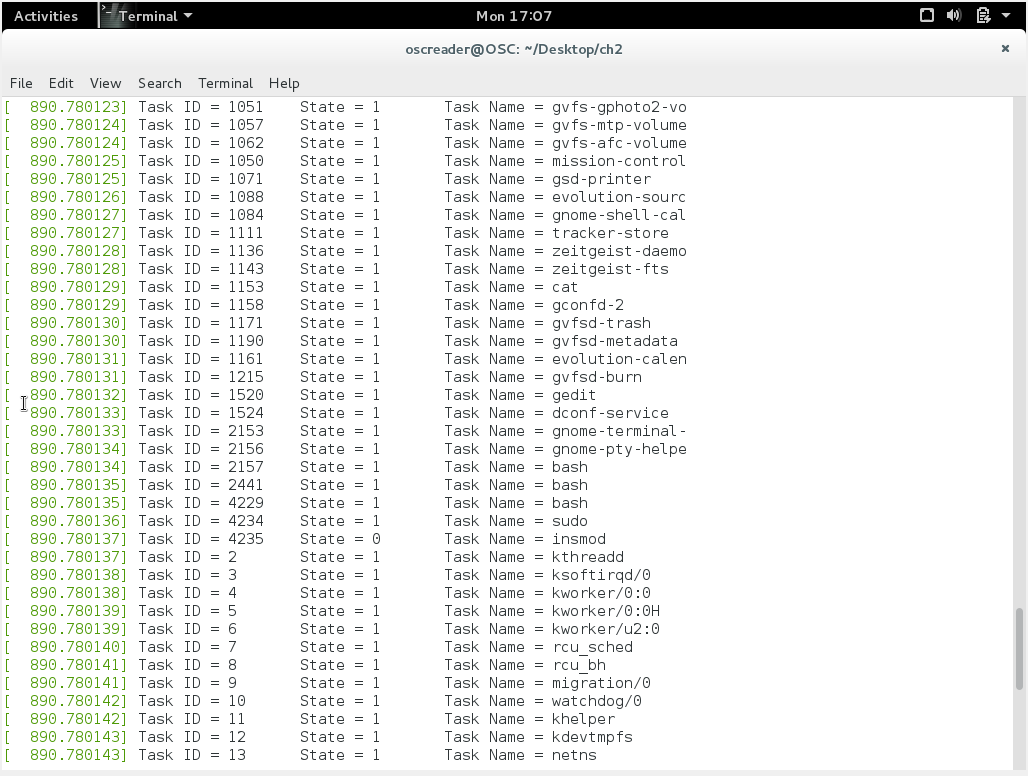 Activities Terminal Mon 17:07
oscreader@OSC: ~/Desktop/ch2 ×
File Edit View Search Terminal Help
[  890.780123] Task ID = 1051    State = 1       Task Name = gvfs-gphoto2-vo
[  890.780124] Task ID = 1057    State = 1       Task Name = gvfs-mtp-volume
[  890.780124] Task ID = 1062    State = 1       Task Name = gvfs-afc-volume
[  890.780125] Task ID = 1050    State = 1       Task Name = mission-control
[  890.780125] Task ID = 1071    State = 1       Task Name = gsd-printer
[  890.780126] Task ID = 1088    State = 1       Task Name = evolution-sourc
[  890.780127] Task ID = 1084    State = 1       Task Name = gnome-shell-cal
[  890.780127] Task ID = 1111    State = 1       Task Name = tracker-store
[  890.780128] Task ID = 1136    State = 1       Task Name = zeitgeist-daemo
[  890.780128] Task ID = 1143    State = 1       Task Name = zeitgeist-fts
[  890.780129] Task ID = 1153    State = 1       Task Name = cat
[  890.780129] Task ID = 1158    State = 1       Task Name = gconfd-2
[  890.780130] Task ID = 1171    State = 1       Task Name = gvfsd-trash
[  890.780130] Task ID = 1190    State = 1       Task Name = gvfsd-metadata
[  890.780131] Task ID = 1161    State = 1       Task Name = evolution-calen
[  890.780131] Task ID = 1215    State = 1       Task Name = gvfsd-burn
[  890.780132] Task ID = 1520    State = 1       Task Name = gedit
[  890.780133] Task ID = 1524    State = 1       Task Name = dconf-service
[  890.780133] Task ID = 2153    State = 1       Task Name = gnome-terminal-
[  890.780134] Task ID = 2156    State = 1       Task Name = gnome-pty-helpe
[  890.780134] Task ID = 2157    State = 1       Task Name = bash
[  890.780135] Task ID = 2441    State = 1       Task Name = bash
[  890.780135] Task ID = 4229    State = 1       Task Name = bash
[  890.780136] Task ID = 4234    State = 1       Task Name = sudo
[  890.780137] Task ID = 4235    State = 0       Task Name = insmod
[  890.780137] Task ID = 2       State = 1       Task Name = kthreadd
[  890.780138] Task ID = 3       State = 1       Task Name = ksoftirqd/0
[  890.780138] Task ID = 4       State = 1       Task Name = kworker/0:0
[  890.780139] Task ID = 5       State = 1       Task Name = kworker/0:0H
[  890.780139] Task ID = 6       State = 1       Task Name = kworker/u2:0
[  890.780140] Task ID = 7       State = 1       Task Name = rcu_sched
[  890.780141] Task ID = 8       State = 1       Task Name = rcu_bh
[  890.780141] Task ID = 9       State = 1       Task Name = migration/0
[  890.780142] Task ID = 10      State = 1       Task Name = watchdog/0
[  890.780142] Task ID = 11      State = 1       Task Name = khelper
[  890.780143] Task ID = 12      State = 1       Task Name = kdevtmpfs
[  890.780143] Task ID = 13      State = 1       Task Name = netns